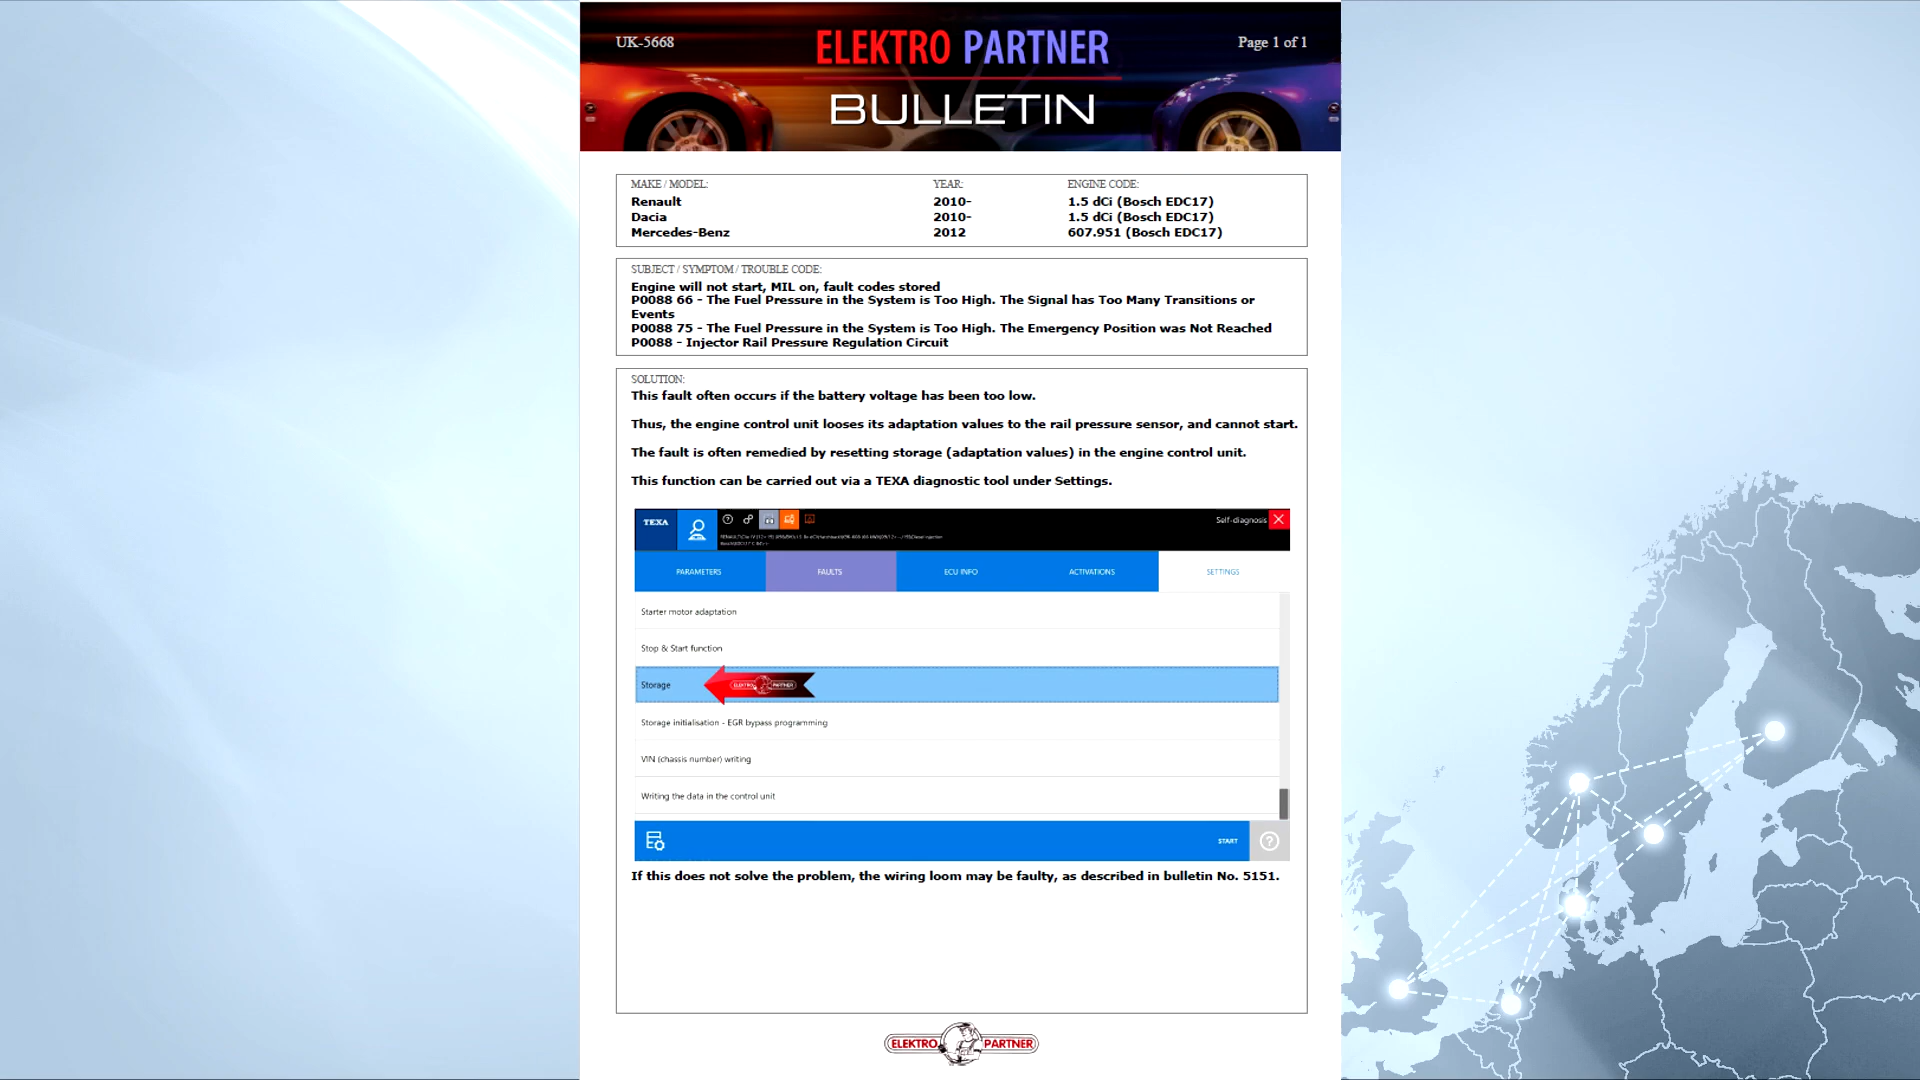 UK-5668
ELEKTRO PARTNER
Page 1 of 1
BULLETIN
MAKE / MODEL: YEAR: ENGINE CODE:
Renault 2010- 1.5 dCi (Bosch EDC17)
Dacia 2010- 1.5 dCi (Bosch EDC17)
Mercedes-Benz 2012 607.951 (Bosch EDC17)
SUBJECT / SYMPTOM / TROUBLE CODE:
Engine will not start, MIL on, fault codes stored
P0088 66 - The Fuel Pressure in the System is Too High. The Signal has Too Many Transitions or
Events
P0088 75 - The Fuel Pressure in the System is Too High. The Emergency Position was Not Reached
P0088 - Injector Rail Pressure Regulation Circuit
SOLUTION:
This fault often occurs if the battery voltage has been too low.
Thus, the engine control unit looses its adaptation values to the rail pressure sensor, and cannot start.
The fault is often remedied by resetting storage (adaptation values) in the engine control unit.
This function can be carried out via a TEXA diagnostic tool under Settings.
TEXA
Self-diagnosis
PARAMETERS FAULTS ECU INFO ACTIVATIONS SETTINGS
Starter motor adaptation
Stop & Start function
Storage ELEKTRO PARTNER
Storage initialisation - EGR bypass programming
VIN (chassis number) writing
Writing the data in the control unit
START ?
If this does not solve the problem, the wiring loom may be faulty, as described in bulletin No. 5151.
ELEKTRO PARTNER